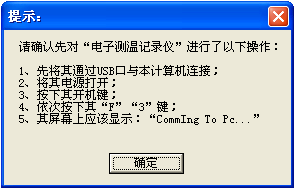 提示：
请确认先对“电子测温记录仪”进行了以下操作：
1、先将其通过USB口与本计算机连接；
2、将其电源打开；
3、按下其开机键；
4、依次按下其“F”“3”键；
5、其屏幕上应该显示：“CommIng To Pc...”
确定